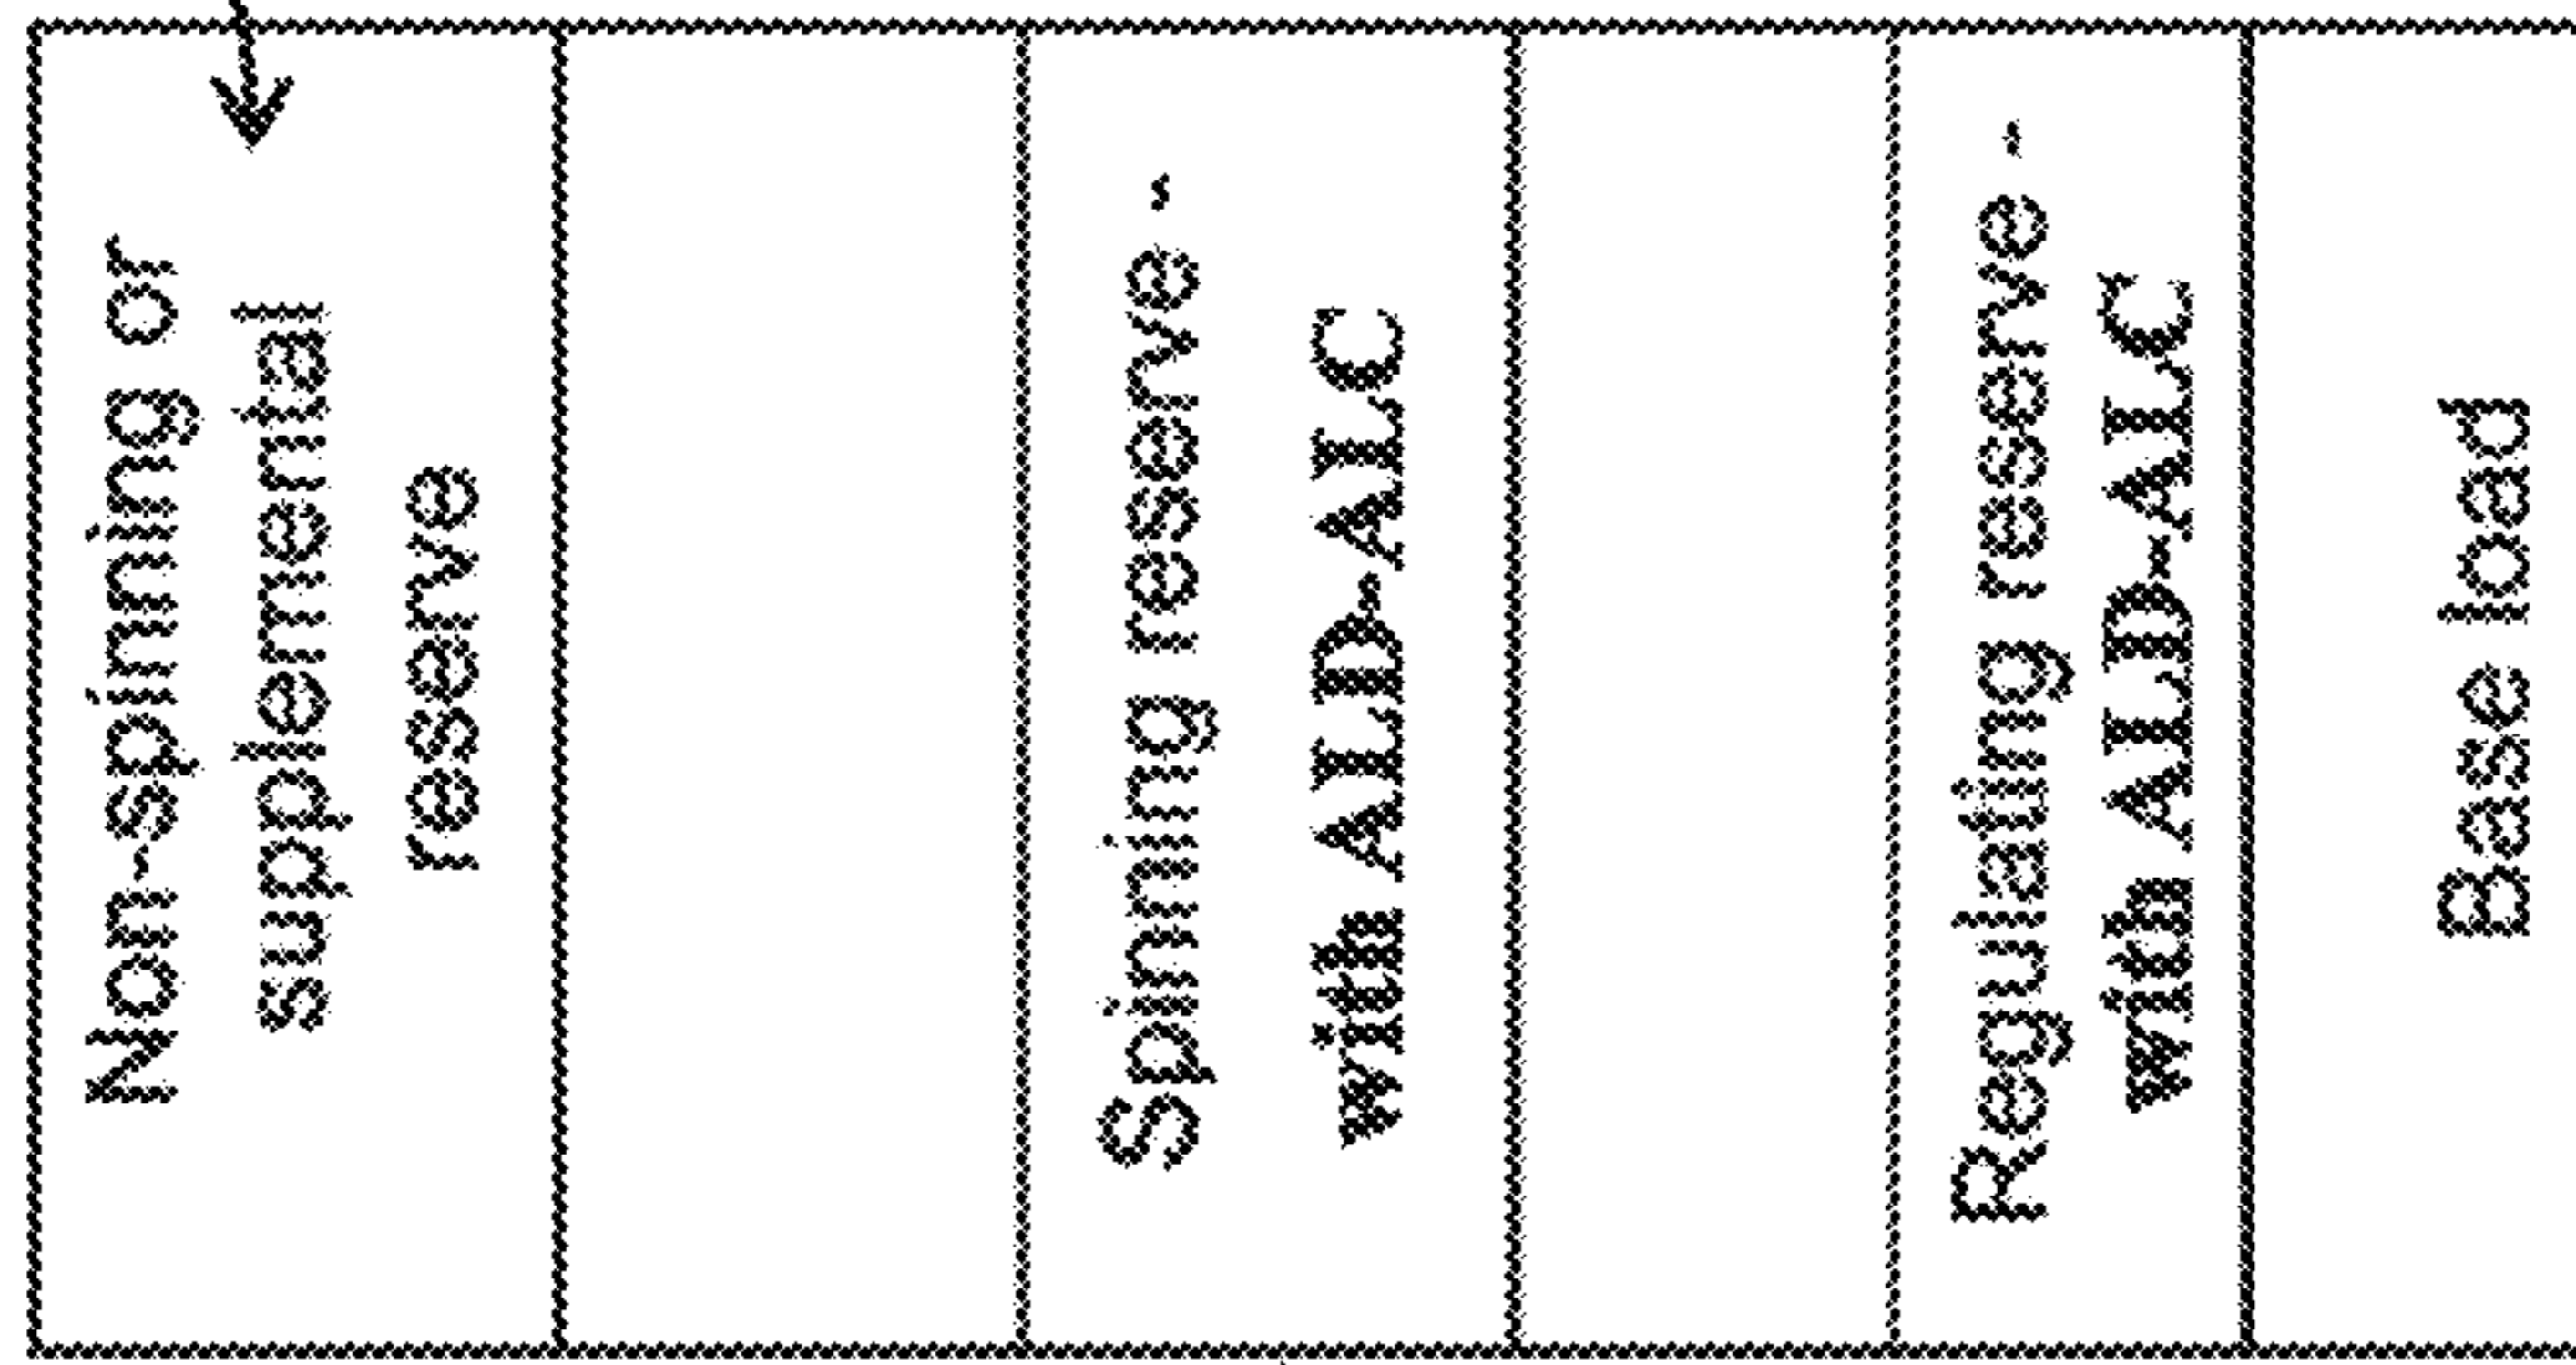 Non-spinning or
supplemental
reserve
Spinning reserve -
with ALD-ALC
Regulating reserve -
with ALD-ALC
Base load